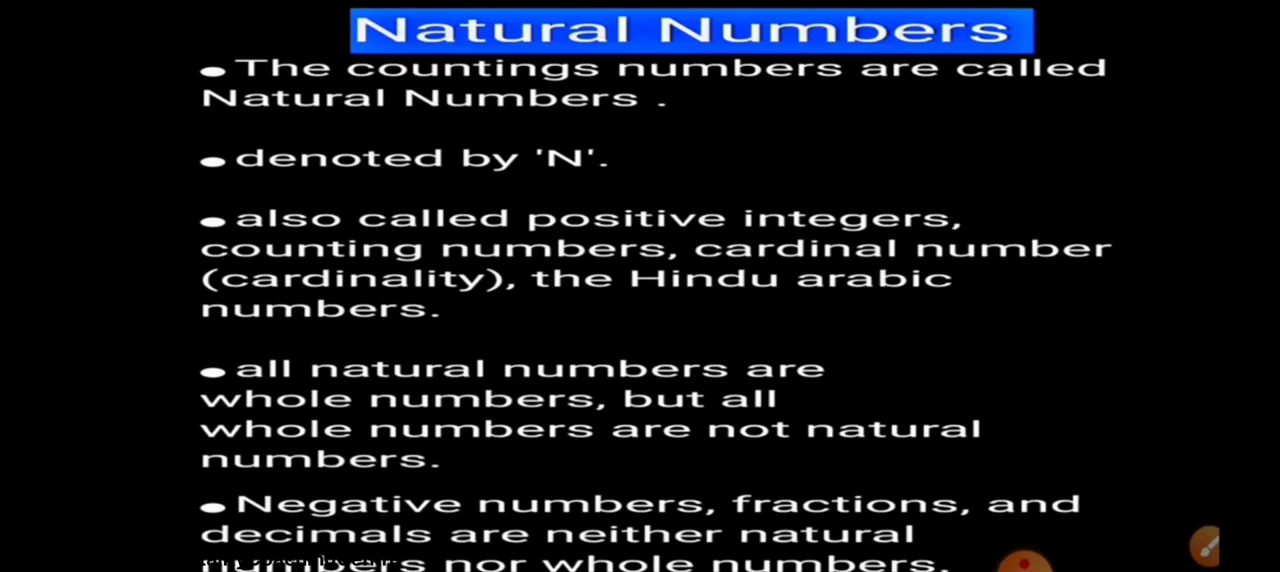 Natural Numbers
●The countings numbers are called
Natural Numbers .
●denoted by 'N'.
●also called positive integers,
counting numbers, cardinal number
(cardinality), the Hindu arabic
numbers.
●all natural numbers are
whole numbers, but all
whole numbers are not natural
numbers.
●Negative numbers, fractions, and
decimals are neither natural
numbers nor whole numbers.